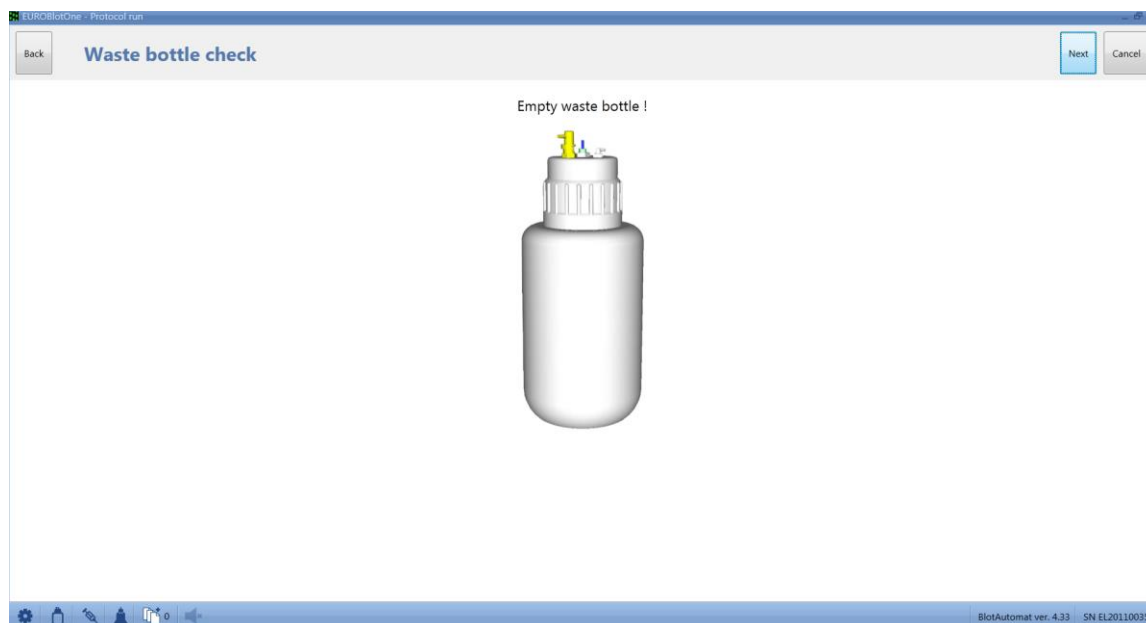 EUROBlotOne - Protocol run
Back
Waste bottle check
Next
Cancel
Empty waste bottle !
0
BlotAutomat ver. 4.33